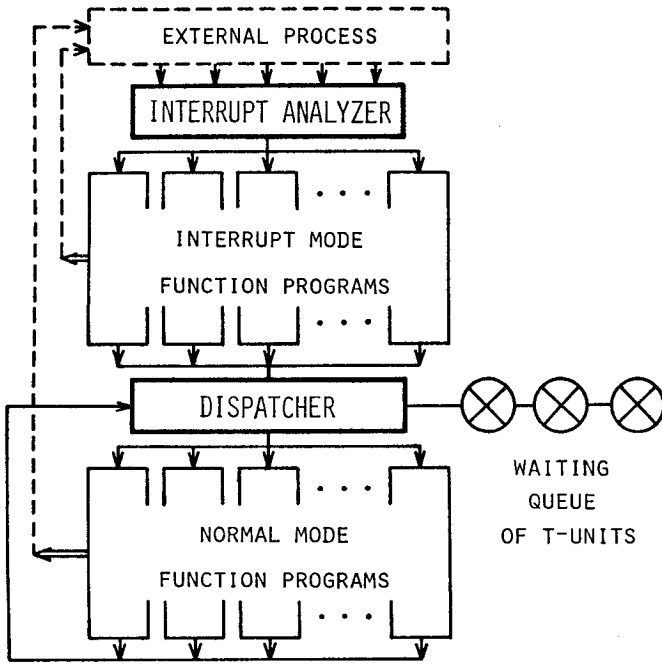 EXTERNAL PROCESS
INTERRUPT ANALYZER
INTERRUPT MODE
FUNCTION PROGRAMS
DISPATCHER
WAITING
QUEUE
OF T-UNITS
NORMAL MODE
FUNCTION PROGRAMS